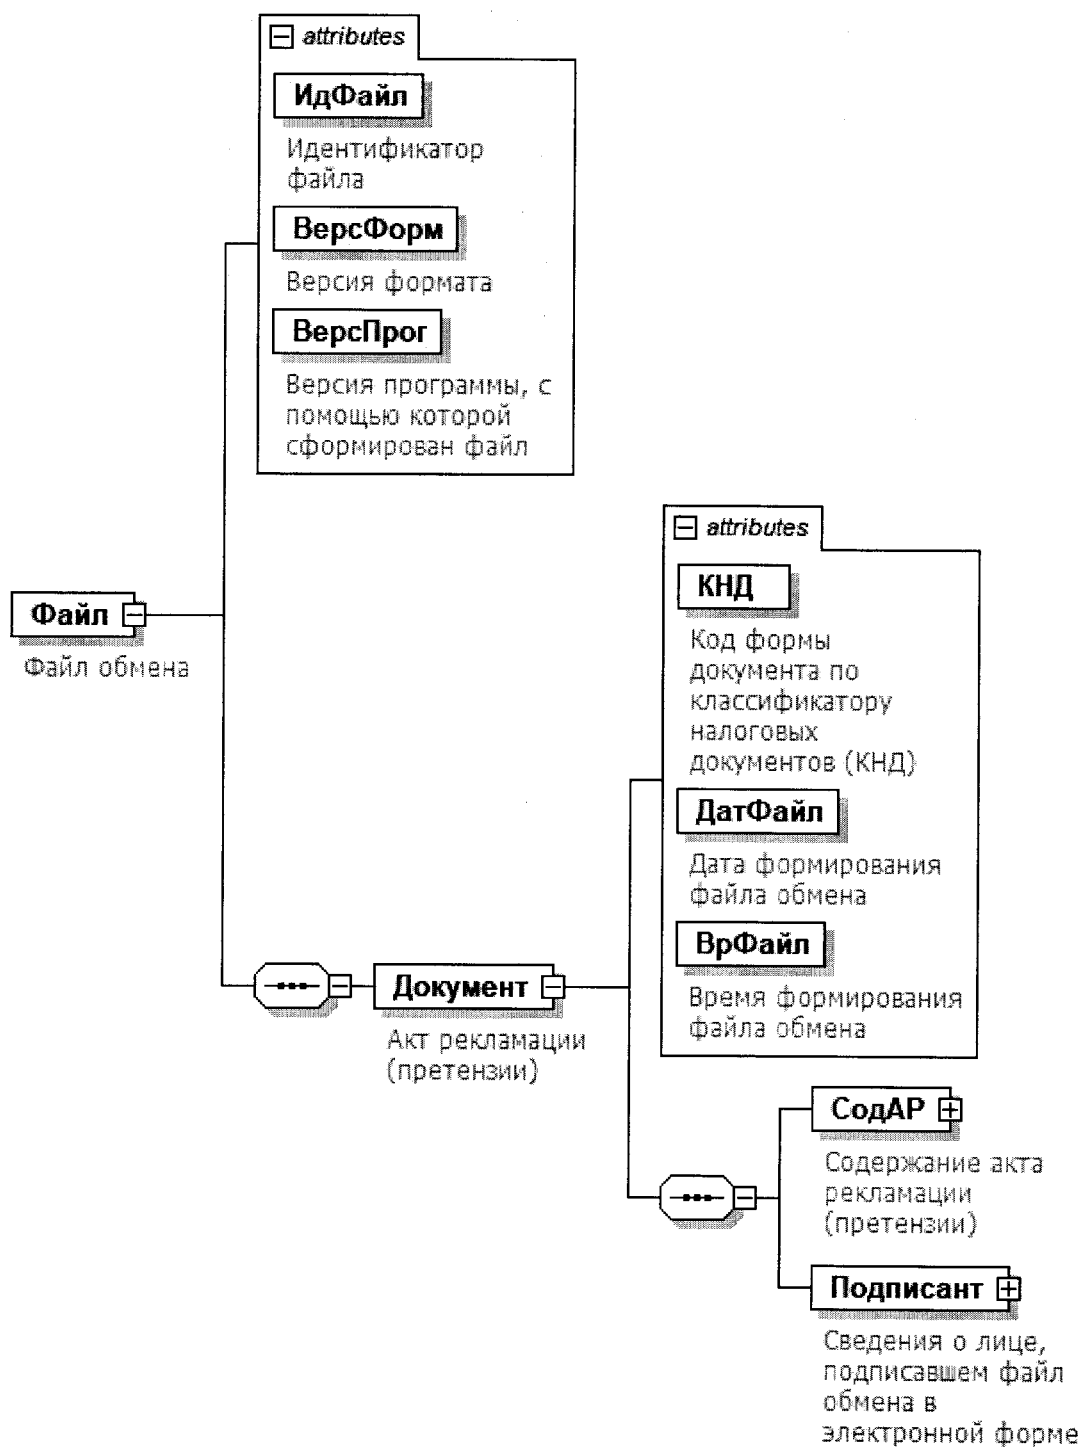 attributes
ИдФайл
Идентификатор
файла
ВерсФорм
Версия формата
ВерсПрог
Версия программы, с
помощью которой
сформирован файл
Файл
Файл обмена
attributes
КНД
Код формы
документа по
классификатору
налоговых
документов (КНД)
ДатФайл
Дата формирования
файла обмена
ВрФайл
Время формирования
файла обмена
Документ
Акт рекламации
(претензии)
СодАР
Содержание акта
рекламации
(претензии)
Подписант
Сведения о лице,
подписавшем файл
обмена в
электронной форме